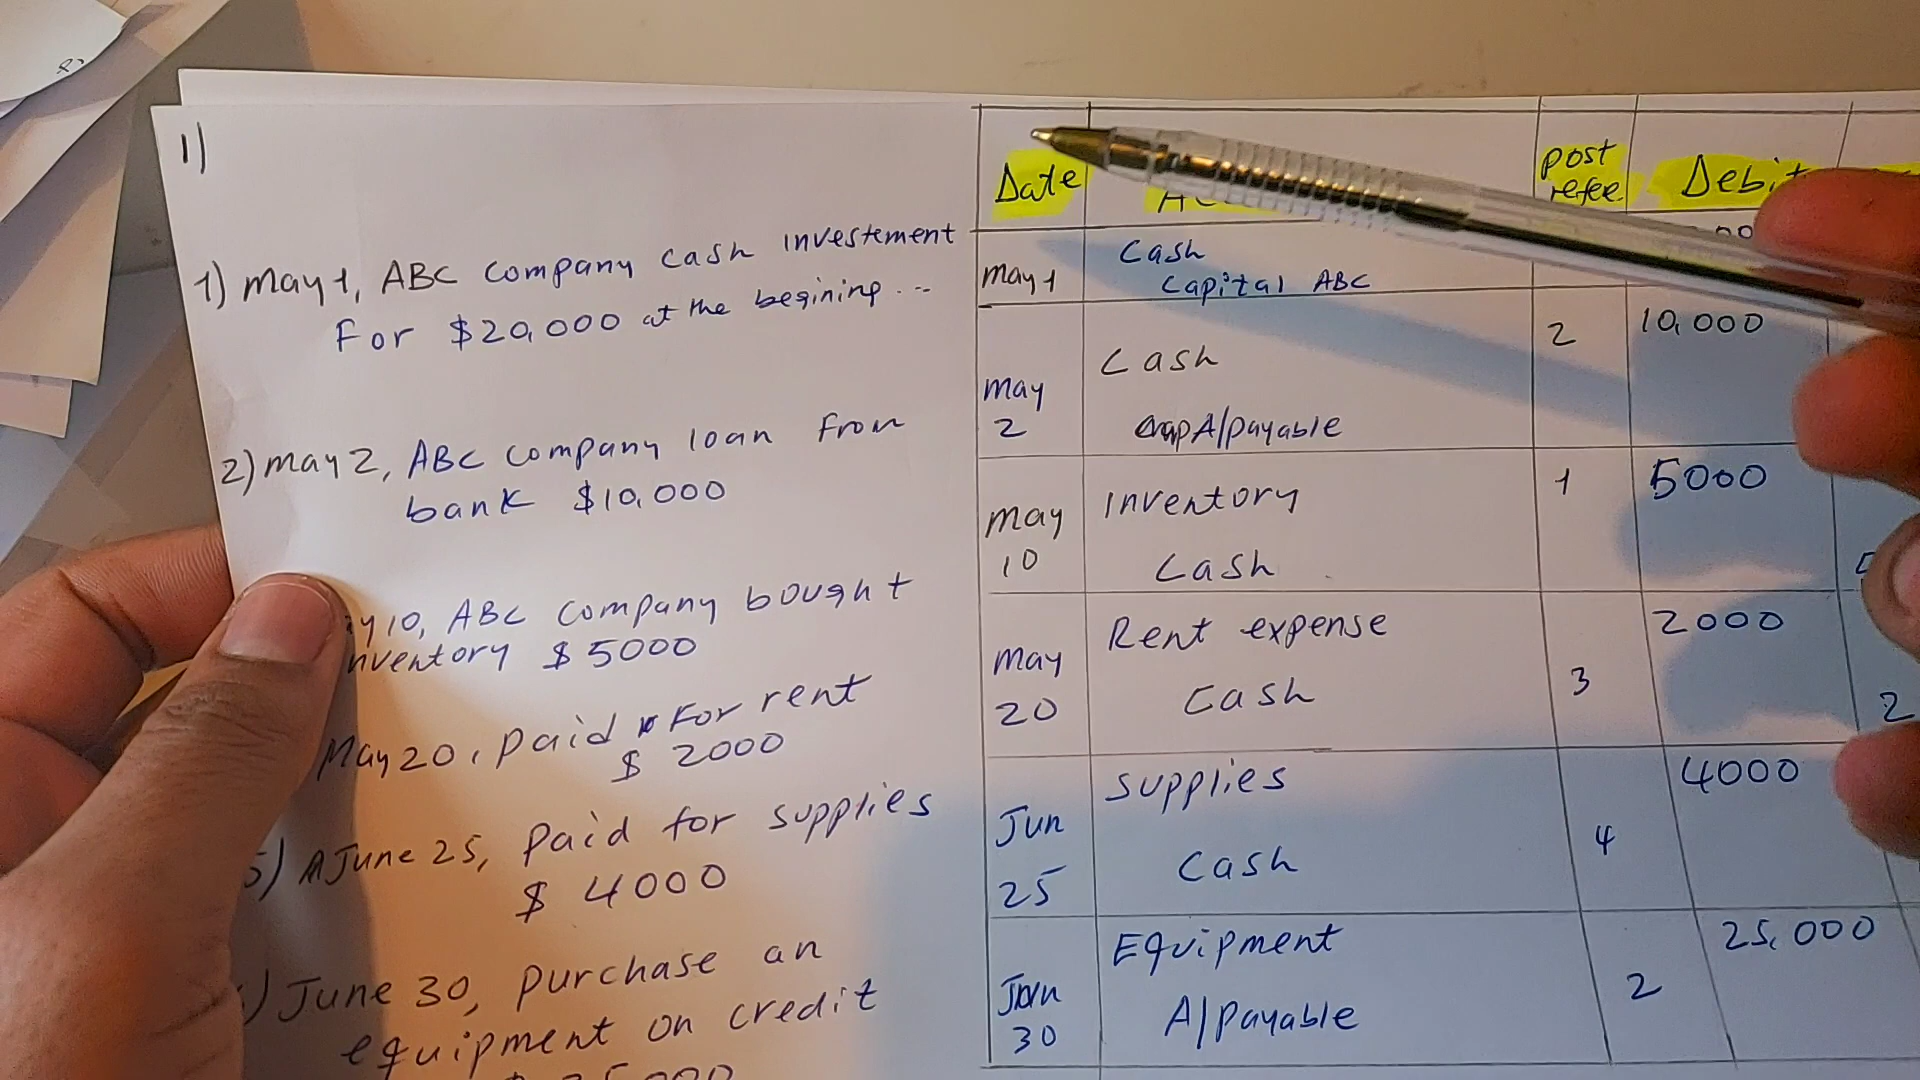 1)
1) May 1, ABC Company cash investement
For $20,000 at the begining...
2) May 2, ABC Company loan from
bank $10,000
y 10, ABC Company bought
nventory $5000
May 20, paid for rent
$2000
5) June 25, Paid for supplies
$4000
) June 30, purchase an
equipment on credit
Date post refee. Debit
May 1 Cash
Capital ABC
May 2 Cash 2 10,000
A/payable
May 10 Inventory 1 5000
Cash
May 20 Rent expense 3 2000
Cash 2
Jun 25 Supplies 4 4000
Cash
Jun 30 Equipment 2 25,000
A/payable